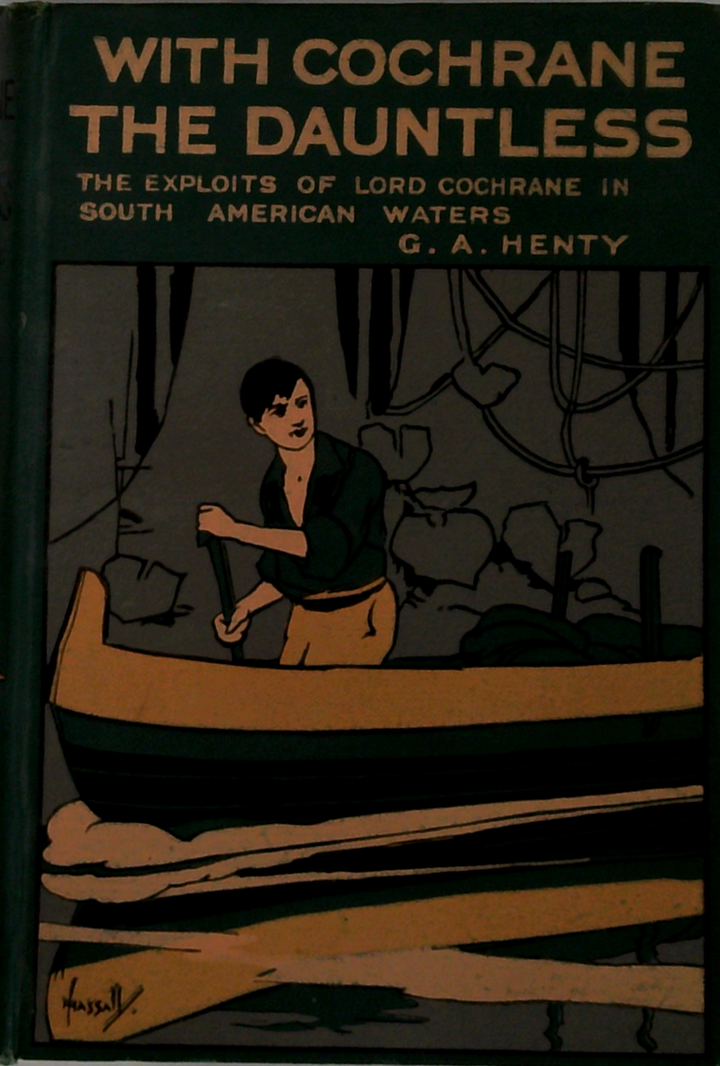 WITH COCHRANE
THE DAUNTLESS
THE EXPLOITS OF LORD COCHRANE IN
SOUTH AMERICAN WATERS
G. A. HENTY
Hassall